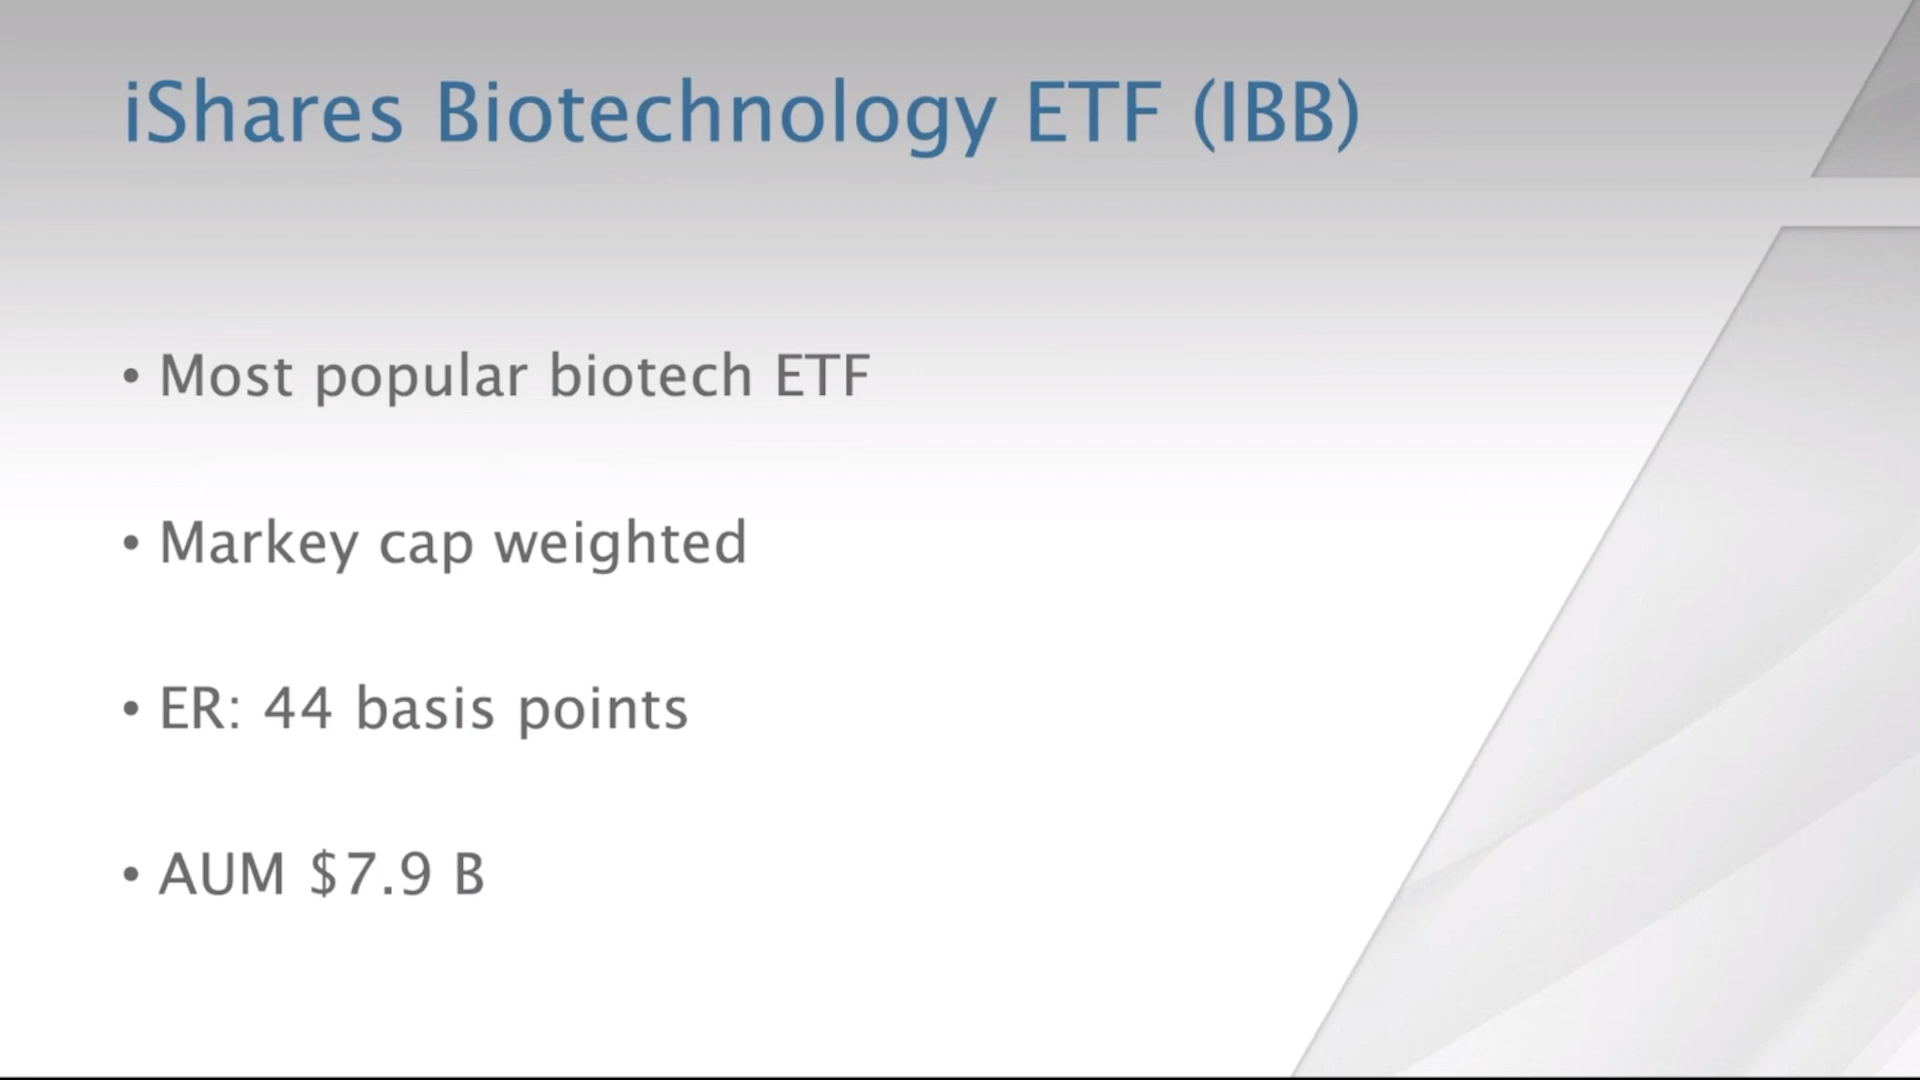 iShares Biotechnology ETF (IBB)
• Most popular biotech ETF
• Markey cap weighted
• ER: 44 basis points
• AUM $7.9 B